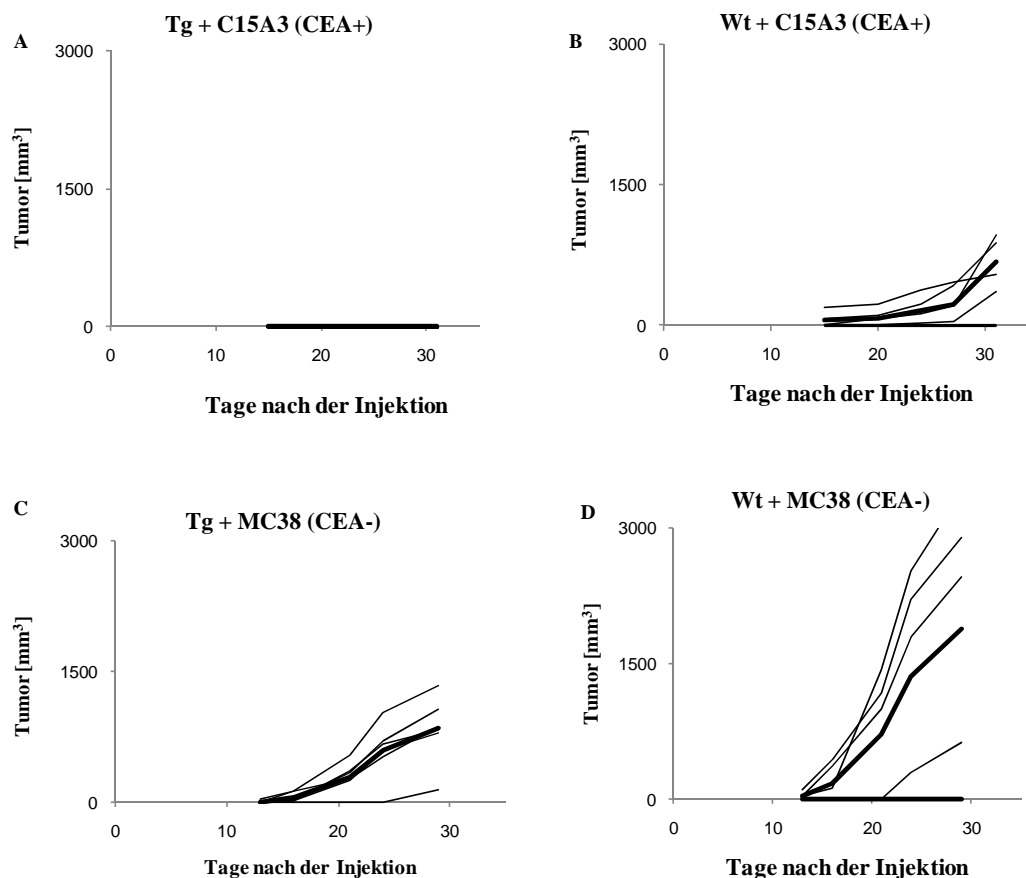 A
Tg + C15A3 (CEA+)
3000
1500
0
Tumor [mm³]
0 10 20 30
Tage nach der Injektion
B
Wt + C15A3 (CEA+)
3000
1500
0
Tumor [mm³]
0 10 20 30
Tage nach der Injektion
C
Tg + MC38 (CEA-)
3000
1500
0
Tumor [mm³]
0 10 20 30
Tage nach der Injektion
D
Wt + MC38 (CEA-)
3000
1500
0
Tumor [mm³]
0 10 20 30
Tage nach der Injektion